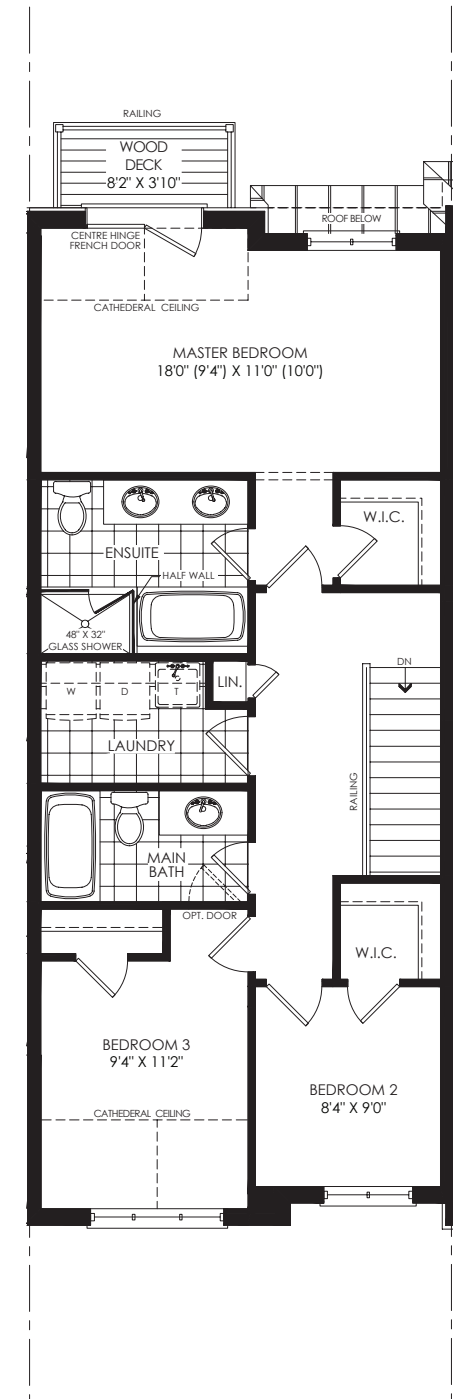 RAILING
WOOD
DECK
8'2" X 3'10"
ROOF BELOW
CENTRE HINGE
FRENCH DOOR
CATHEDERAL CEILING
MASTER BEDROOM
18'0" (9'4") X 11'0" (10'0")
W.I.C.
ENSUITE
HALF WALL
48" X 32"
GLASS SHOWER
DN
LIN.
W
D
T
LAUNDRY
RAILING
MAIN
BATH
OPT. DOOR
W.I.C.
BEDROOM 3
9'4" X 11'2"
BEDROOM 2
8'4" X 9'0"
CATHEDERAL CEILING